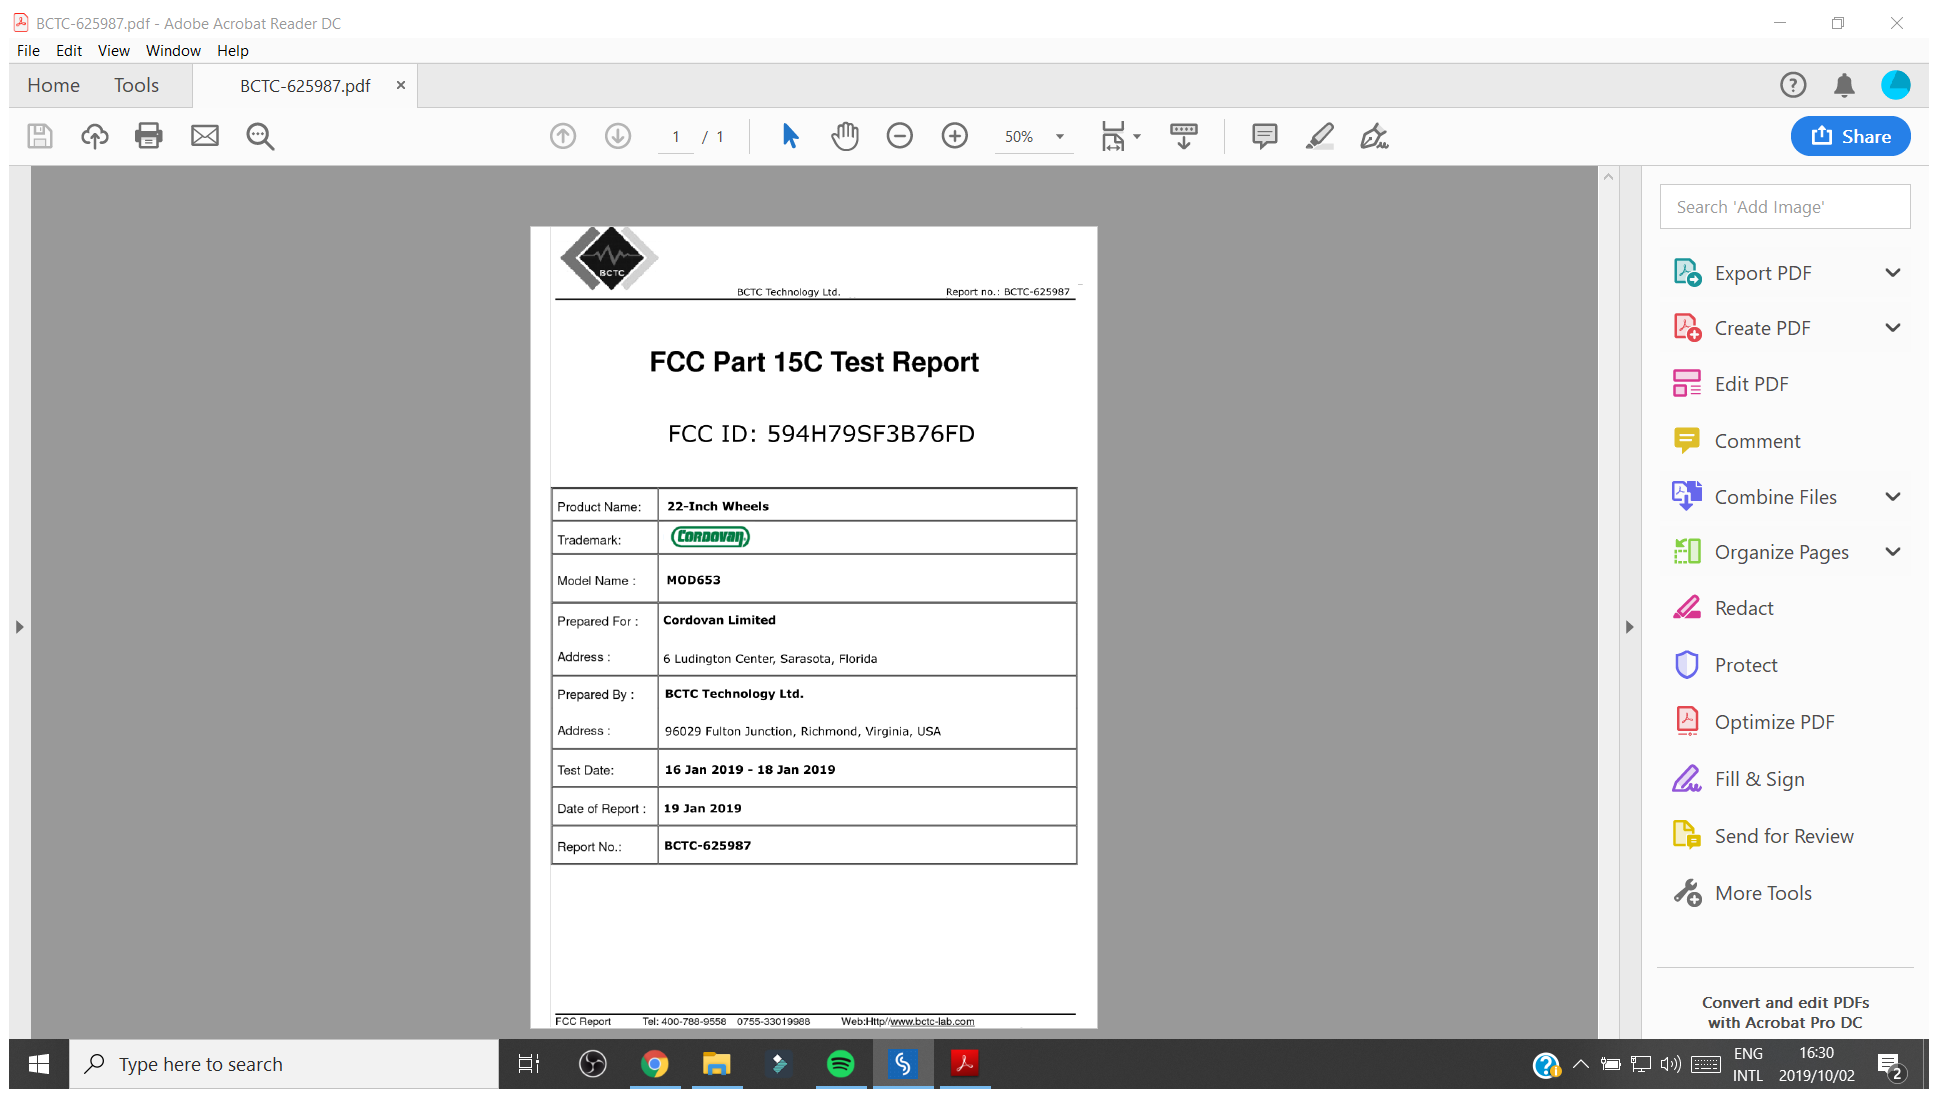 BCTC-625987.pdf - Adobe Acrobat Reader DC
File Edit View Window Help
Home Tools BCTC-625987.pdf
1 / 1 50% Share
Search 'Add Image'
Export PDF
Create PDF
Edit PDF
Comment
Combine Files
Organize Pages
Redact
Protect
Optimize PDF
Fill & Sign
Send for Review
More Tools
Convert and edit PDFs
with Acrobat Pro DC
BCTC
BCTC Technology Ltd. Report no.: BCTC-625987
FCC Part 15C Test Report
FCC ID: 594H79SF3B76FD
Product Name: 22-Inch Wheels
Trademark: CORDOVAN
Model Name : MOD653
Prepared For : Cordovan Limited
Address : 6 Ludington Center, Sarasota, Florida
Prepared By : BCTC Technology Ltd.
Address : 96029 Fulton Junction, Richmond, Virginia, USA
Test Date: 16 Jan 2019 - 18 Jan 2019
Date of Report : 19 Jan 2019
Report No.: BCTC-625987
FCC Report Tel: 400-788-9558 0755-33019988 Web:Http//www.bctc-lab.com
Type here to search
ENG
INTL
16:30
2019/10/02
2